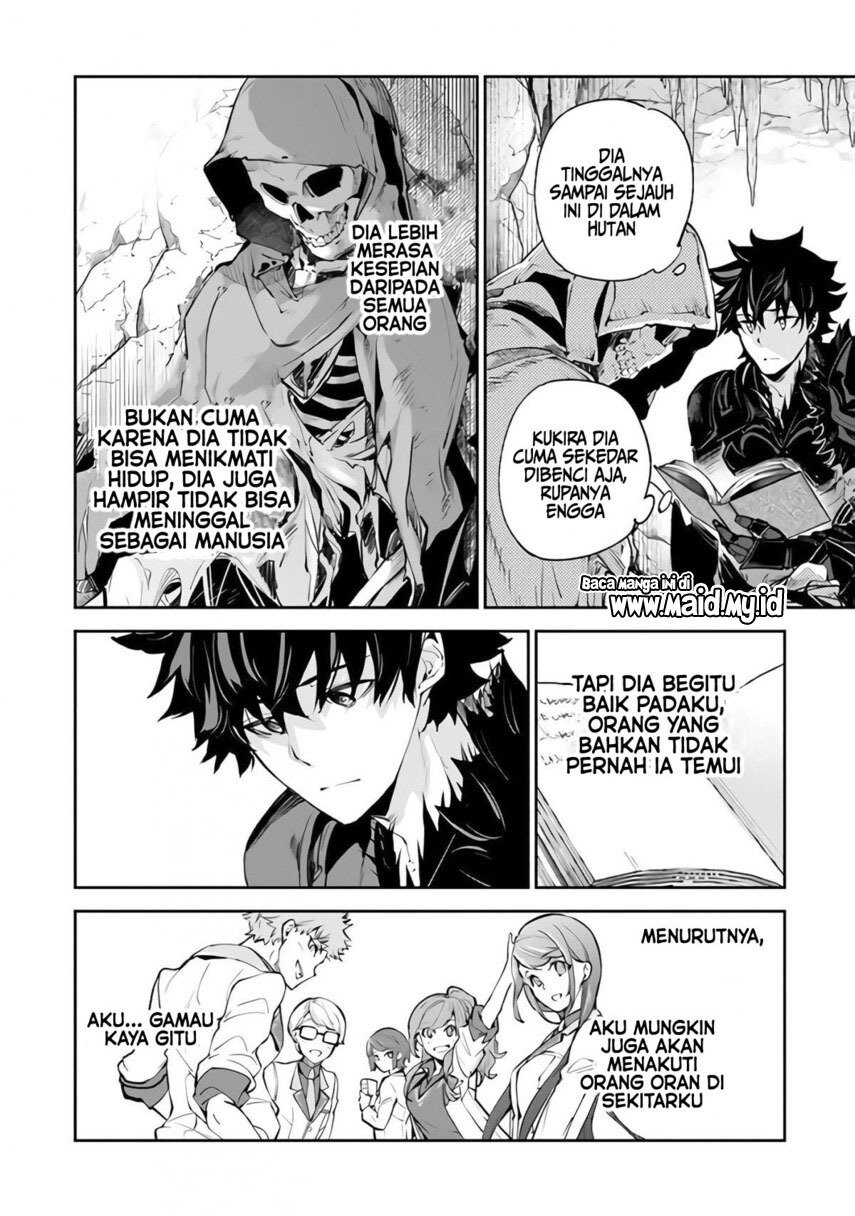 DIA
TINGGALNYA
SAMPAI SEJAUH
INI DI DALAM
HUTAN
KUKIRA DIA
CUMA SEKEDAR
DIBENCI AJA,
RUPANYA
ENGGA
DIA LEBIH
MERASA
KESEPIAN
DARIPADA
SEMUA
ORANG
BUKAN CUMA
KARENA DIA TIDAK
BISA MENIKMATI
HIDUP, DIA JUGA
HAMPIR TIDAK BISA
MENINGGAL
SEBAGAI MANUSIA
Baca Manga ini di
www.Maid.my.id
TAPI DIA BEGITU
BAIK PADAKU,
ORANG YANG
BAHKAN TIDAK
PERNAH IA TEMUI
MENURUTNYA,
AKU MUNGKIN
JUGA AKAN
MENAKUTI
ORANG ORAN DI
SEKITARKU
AKU... GAMAU
KAYA GITU